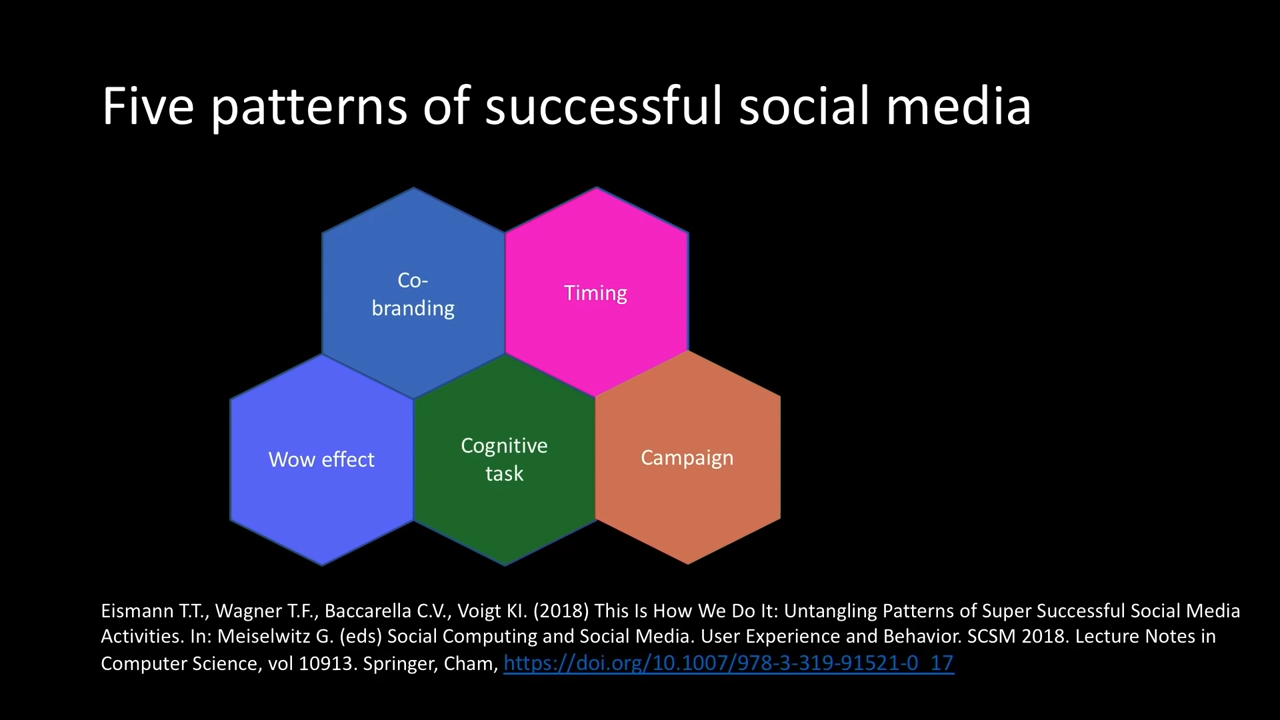 Five patterns of successful social media
Co-
branding
Timing
Wow effect
Cognitive
task
Campaign
Eismann T.T., Wagner T.F., Baccarella C.V., Voigt KI. (2018) This Is How We Do It: Untangling Patterns of Super Successful Social Media
Activities. In: Meiselwitz G. (eds) Social Computing and Social Media. User Experience and Behavior. SCSM 2018. Lecture Notes in
Computer Science, vol 10913. Springer, Cham, https://doi.org/10.1007/978-3-319-91521-0_17